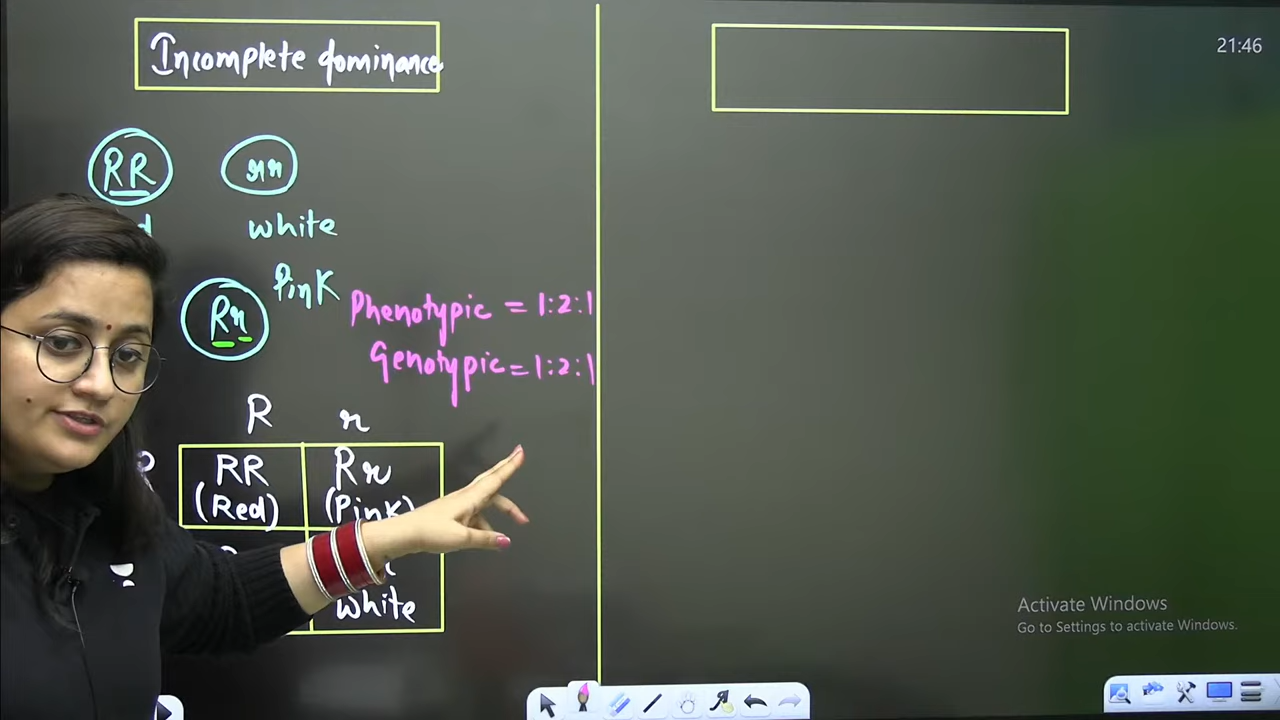 Incomplete dominance
21:46
RR rr
white
Pink
Rr
Phenotypic = 1:2:1
Genotypic = 1:2:1
R r
RR Rr
(Red) (Pink)
white
Activate Windows
Go to Settings to activate Windows.